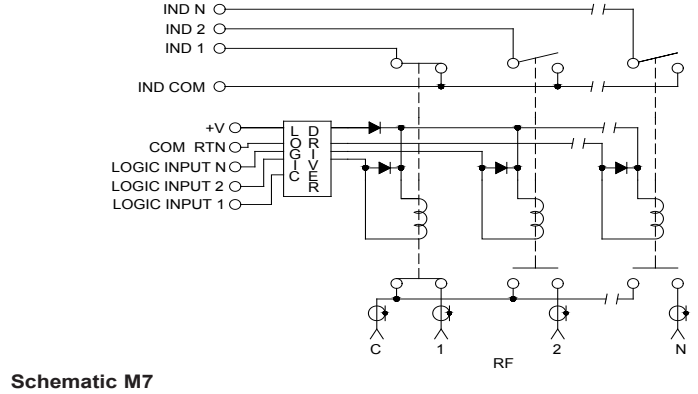 IND N
IND 2
IND 1
IND COM
+V
COM RTN
LOGIC INPUT N
LOGIC INPUT 2
LOGIC INPUT 1
LOGIC
DRIVER
C
1
2
N
RF
Schematic M7